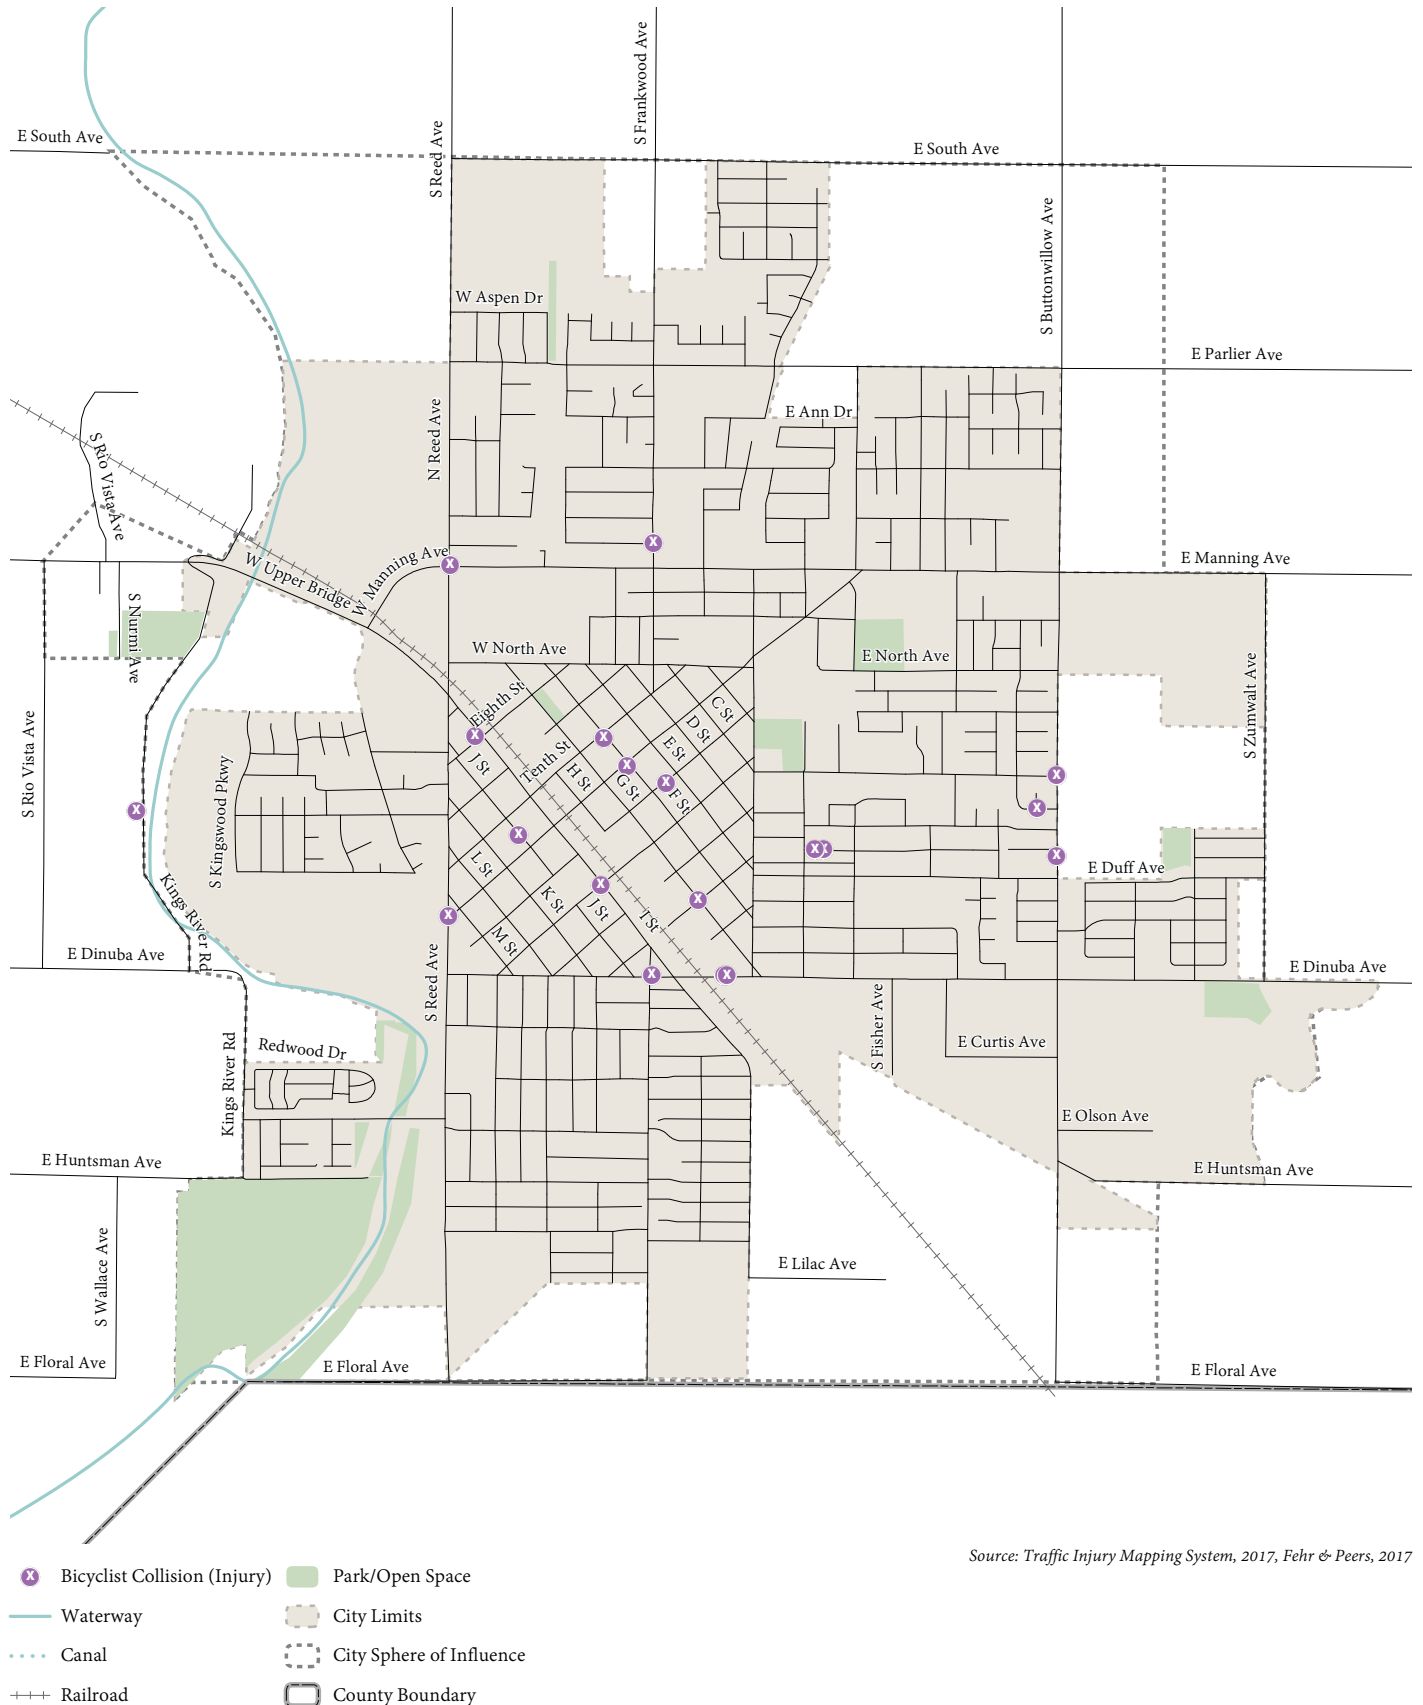 S Frankwood Ave
E South Ave
S Reed Ave
E South Ave
S Buttonwillow Ave
W Aspen Dr
E Parlier Ave
N Reed Ave
E Ann Dr
S Rio Vista Ave
W Manning Ave
E Manning Ave
W Upper Bridge
S Nurmi Ave
W North Ave
E North Ave
S Zumwalt Ave
Eighth St
C St
D St
E St
S Rio Vista Ave
J St
Tenth St
H St
G St
F St
S Kingswood Pkwy
L St
E Duff Ave
K St
J St
I St
Kings River Rd
M St
E Dinuba Ave
S Reed Ave
E Dinuba Ave
S Fisher Ave
E Curtis Ave
Redwood Dr
Kings River Rd
E Olson Ave
E Huntsman Ave
E Huntsman Ave
S Wallace Ave
E Lilac Ave
E Floral Ave
E Floral Ave
E Floral Ave
Source: Traffic Injury Mapping System, 2017, Fehr & Peers, 2017
X Bicyclist Collision (Injury)
Park/Open Space
Waterway
City Limits
Canal
City Sphere of Influence
Railroad
County Boundary